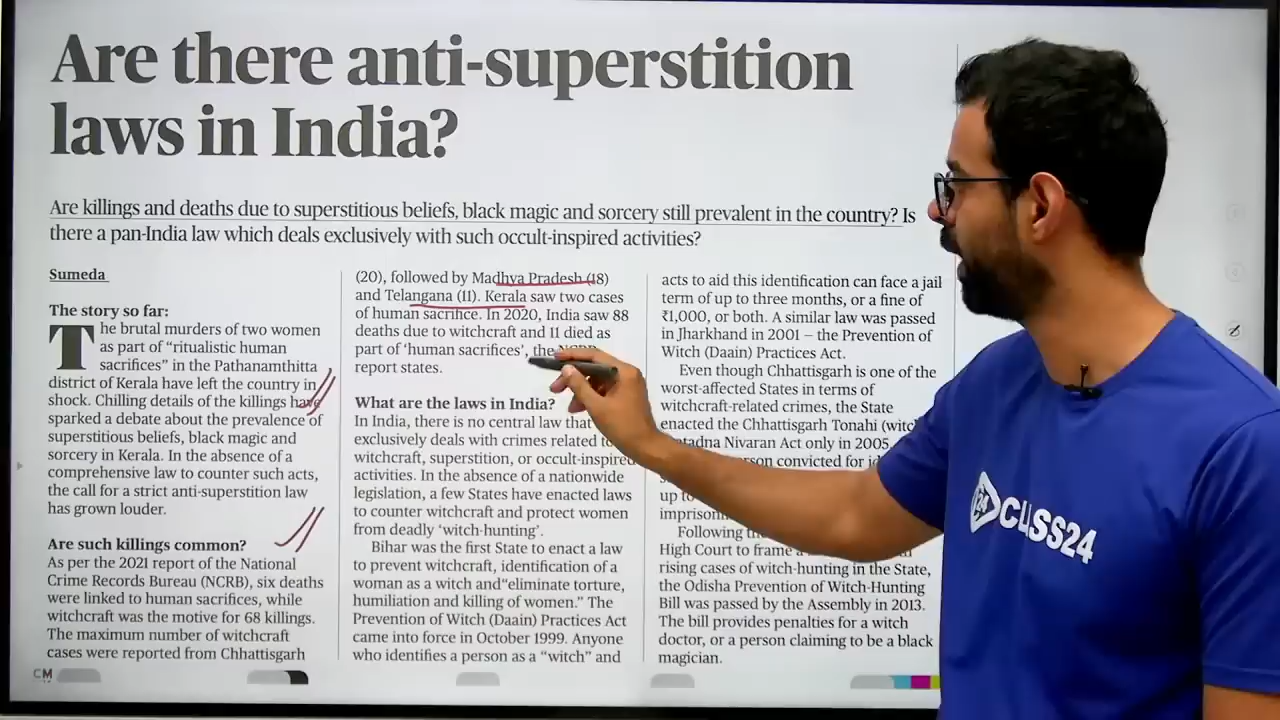 Are there anti-superstition
laws in India?
Are killings and deaths due to superstitious beliefs, black magic and sorcery still prevalent in the country? Is
there a pan-India law which deals exclusively with such occult-inspired activities?
Sumeda
The story so far:
The brutal murders of two women
as part of “ritualistic human
sacrifices” in the Pathanamthitta
district of Kerala have left the country in
shock. Chilling details of the killings have
sparked a debate about the prevalence of
superstitious beliefs, black magic and
sorcery in Kerala. In the absence of a
comprehensive law to counter such acts,
the call for a strict anti-superstition law
has grown louder.
Are such killings common?
As per the 2021 report of the National
Crime Records Bureau (NCRB), six deaths
were linked to human sacrifices, while
witchcraft was the motive for 68 killings.
The maximum number of witchcraft
cases were reported from Chhattisgarh
(20), followed by Madhya Pradesh (18)
and Telangana (11). Kerala saw two cases
of human sacrifice. In 2020, India saw 88
deaths due to witchcraft and 11 died as
part of ‘human sacrifices’, the NCRB
report states.
What are the laws in India?
In India, there is no central law that
exclusively deals with crimes related to
witchcraft, superstition, or occult-inspired
activities. In the absence of a nationwide
legislation, a few States have enacted laws
to counter witchcraft and protect women
from deadly ‘witch-hunting’.
Bihar was the first State to enact a law
to prevent witchcraft, identification of a
woman as a witch and “eliminate torture,
humiliation and killing of women.” The
Prevention of Witch (Daain) Practices Act
came into force in October 1999. Anyone
who identifies a person as a “witch” and
acts to aid this identification can face a jail
term of up to three months, or a fine of
₹1,000, or both. A similar law was passed
in Jharkhand in 2001 – the Prevention of
Witch (Daain) Practices Act.
Even though Chhattisgarh is one of the
worst-affected States in terms of
witchcraft-related crimes, the State
enacted the Chhattisgarh Tonahi (witch
Nivaran Act only in 2005.
person convicted for
up to
Following the
High Court to frame a
rising cases of witch-hunting in the State,
the Odisha Prevention of Witch-Hunting
Bill was passed by the Assembly in 2013.
The bill provides penalties for a witch
doctor, or a person claiming to be a black
magician.
CM
24 CLASS24